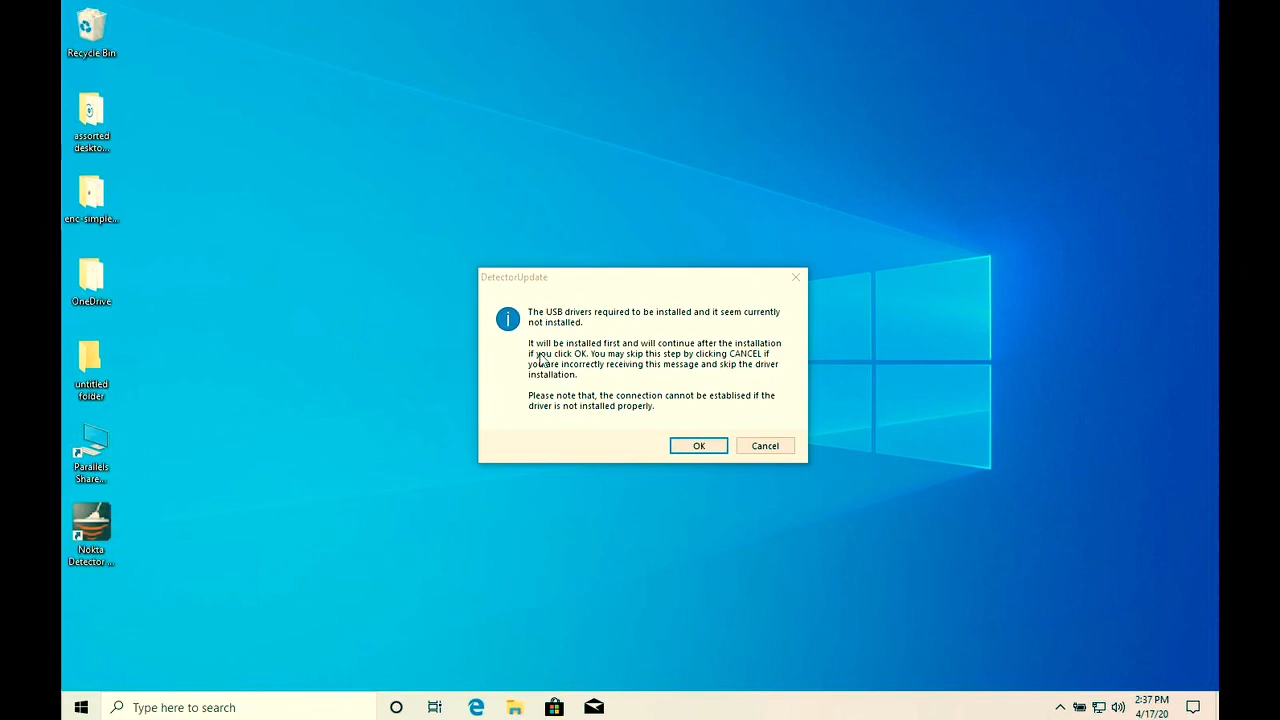 Recycle Bin
assorted
deskto...
enc-simple...
OneDrive
untitled
folder
Parallels
Share...
Nokta
Detector ...
DetectorUpdate
The USB drivers required to be installed and it seem currently
not installed.
It will be installed first and will continue after the installation
if you click OK. You may skip this step by clicking CANCEL if
you are incorrectly receiving this message and skip the driver
installation.
Please note that, the connection cannot be establised if the
driver is not installed properly.
OK
Cancel
Type here to search
2:37 PM
4/17/20